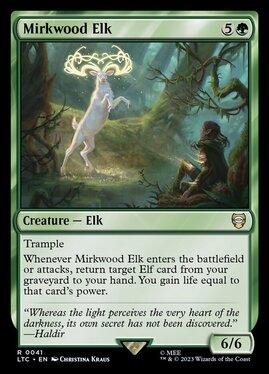 Mirkwood Elk 5
Creature — Elk
Trample
Whenever Mirkwood Elk enters the battlefield
or attacks, return target Elf card from your
graveyard to your hand. You gain life equal to
that card's power.
"Whereas the light perceives the very heart of the
darkness, its own secret has not been discovered."
—Haldir
6/6
R 0041
LTC • EN CHRISTINA KRAUS
© MEE
™ & © 2023 Wizards of the Coast